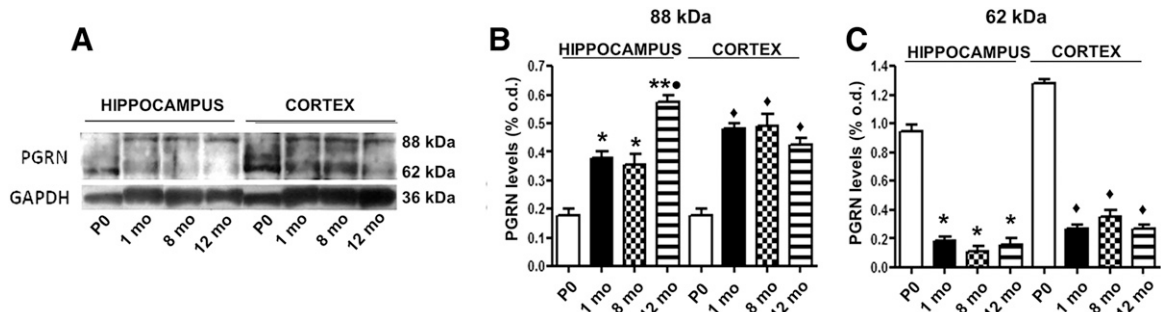 A
HIPPOCAMPUS CORTEX
PGRN
88 kDa
62 kDa
GAPDH
36 kDa
P0 1 mo 8 mo 12 mo P0 1 mo 8 mo 12 mo
B
88 kDa
HIPPOCAMPUS CORTEX
PGRN levels (% o.d.)
0.7
0.6
0.5
0.4
0.3
0.2
0.1
0.0
* * **• ♦ ♦ ♦
P0 1 mo 8 mo 12 mo P0 1 mo 8 mo 12 mo
C
62 kDa
HIPPOCAMPUS CORTEX
PGRN levels (% o.d.)
1.4
1.2
1.0
0.8
0.6
0.4
0.2
0.0
* * * ♦ ♦ ♦
P0 1 mo 8 mo 12 mo P0 1 mo 8 mo 12 mo